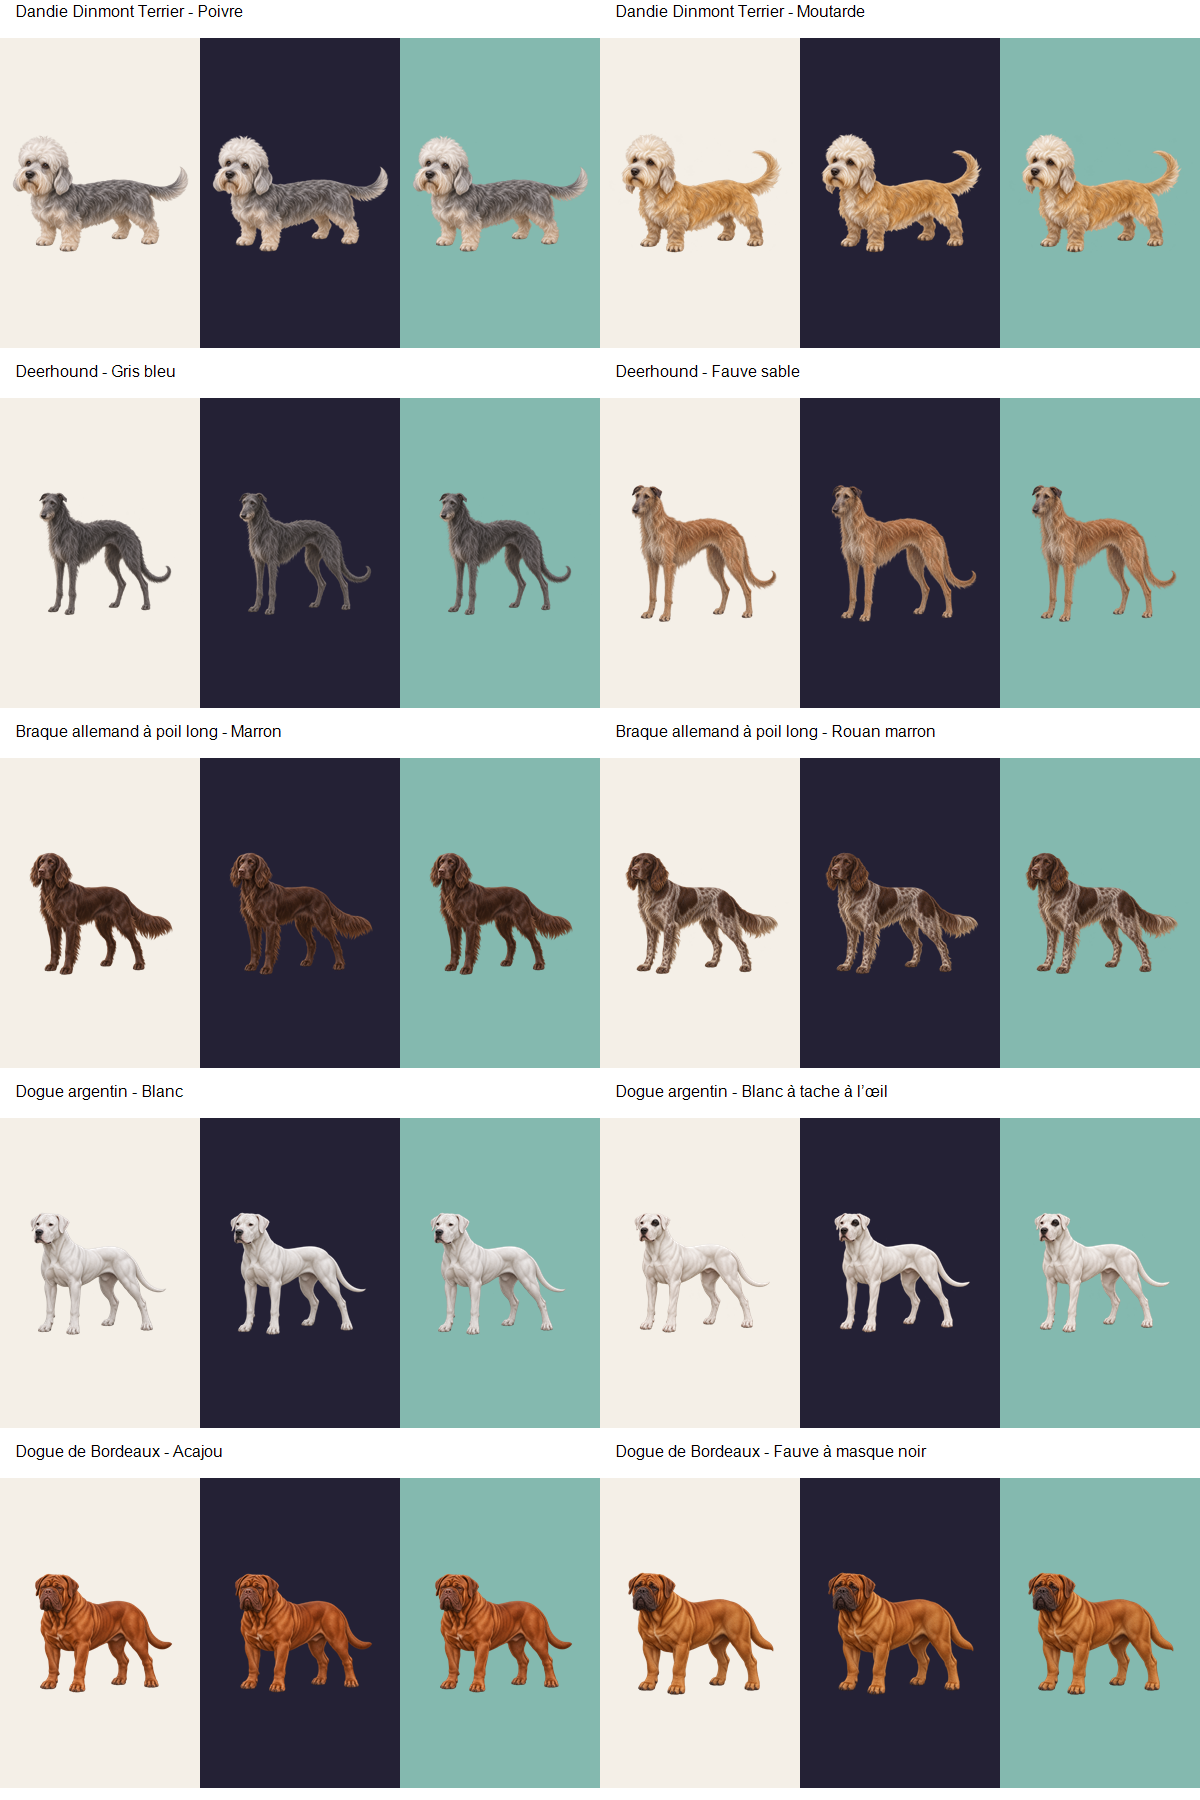 Dandie Dinmont Terrier - Poivre
Dandie Dinmont Terrier - Moutarde
Deerhound - Gris bleu
Deerhound - Fauve sable
Braque allemand à poil long - Marron
Braque allemand à poil long - Rouan marron
Dogue argentin - Blanc
Dogue argentin - Blanc à tache à l’œil
Dogue de Bordeaux - Acajou
Dogue de Bordeaux - Fauve à masque noir